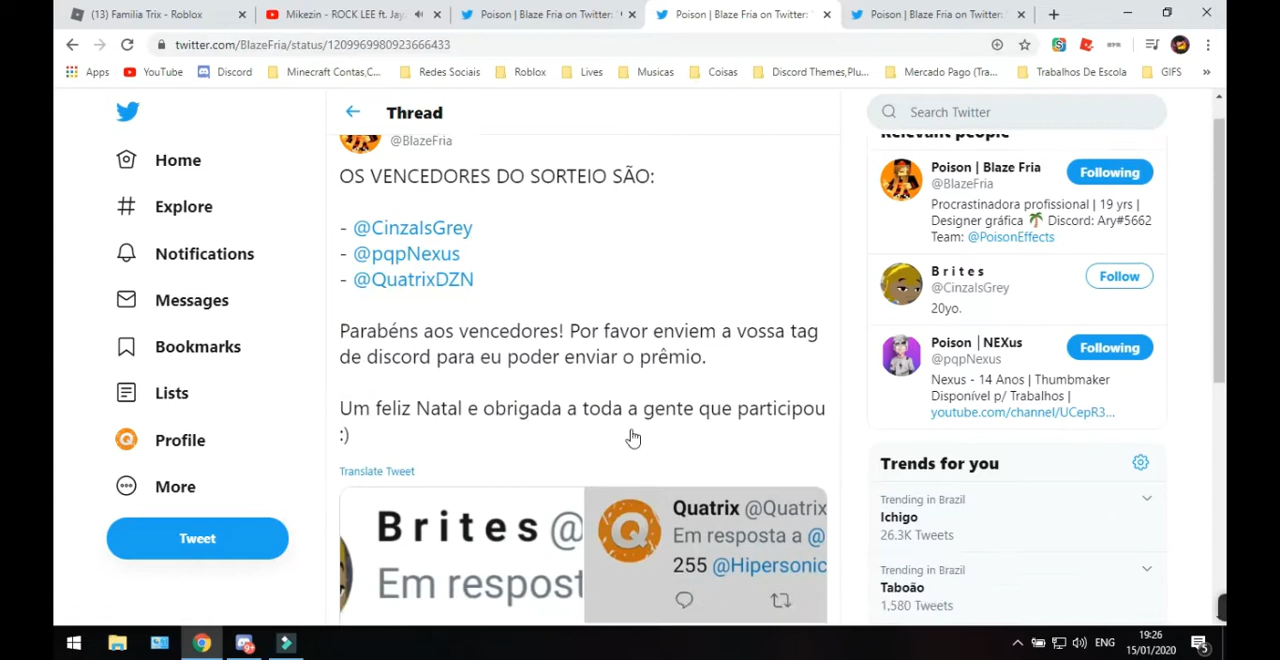 (13) Familia Trix - Roblox
Mikezin - ROCK LEE ft. Jay
Poison | Blaze Fria on Twitter: "
Poison | Blaze Fria on Twitter: "
Poison | Blaze Fria on Twitter: "
twitter.com/BlazeFria/status/1209969980923666433
Apps YouTube Discord Minecraft Contas,C... Redes Sociais Roblox Lives Musicas Coisas Discord Themes,Plu... Mercado Pago (Tra... Trabalhos De Escola GIFS »
Home
Explore
Notifications
Messages
Bookmarks
Lists
Profile
More
Tweet
Thread
@BlazeFria
OS VENCEDORES DO SORTEIO SÃO:
- @CinzaIsGrey
- @pqpNexus
- @QuatrixDZN
Parabéns aos vencedores! Por favor enviem a vossa tag
de discord para eu poder enviar o prêmio.
Um feliz Natal e obrigada a toda a gente que participou
:)
Translate Tweet
Brites @
Em respost
Quatrix @Quatrix
Em resposta a @
255 @Hipersonic
Search Twitter
Relevant people
Poison | Blaze Fria
@BlazeFria
Following
Procrastinadora profissional | 19 yrs |
Designer gráfica 🌴 Discord: Ary#5662
Team: @PoisonEffects
B r i t e s
@CinzaIsGrey
Follow
20yo.
Poison | NEXus
@pqpNexus
Following
Nexus - 14 Anos | Thumbmaker
Disponível p/ Trabalhos |
youtube.com/channel/UCepR3...
Trends for you
Trending in Brazil
Ichigo
26.3K Tweets
Trending in Brazil
Taboão
1,580 Tweets
ENG
19:26
15/01/2020
5